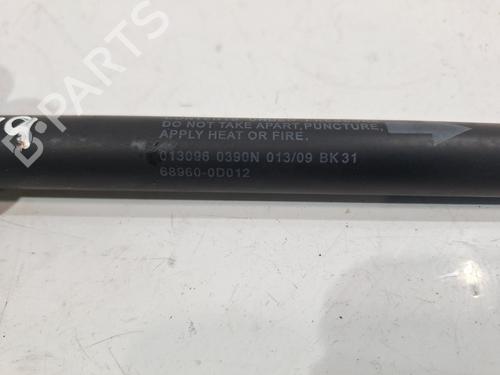 DO NOT TAKE APART, PUNCTURE,
APPLY HEAT OR FIRE.
013096 0390N 013/09 BK31
68960-0D012
B-PARTS